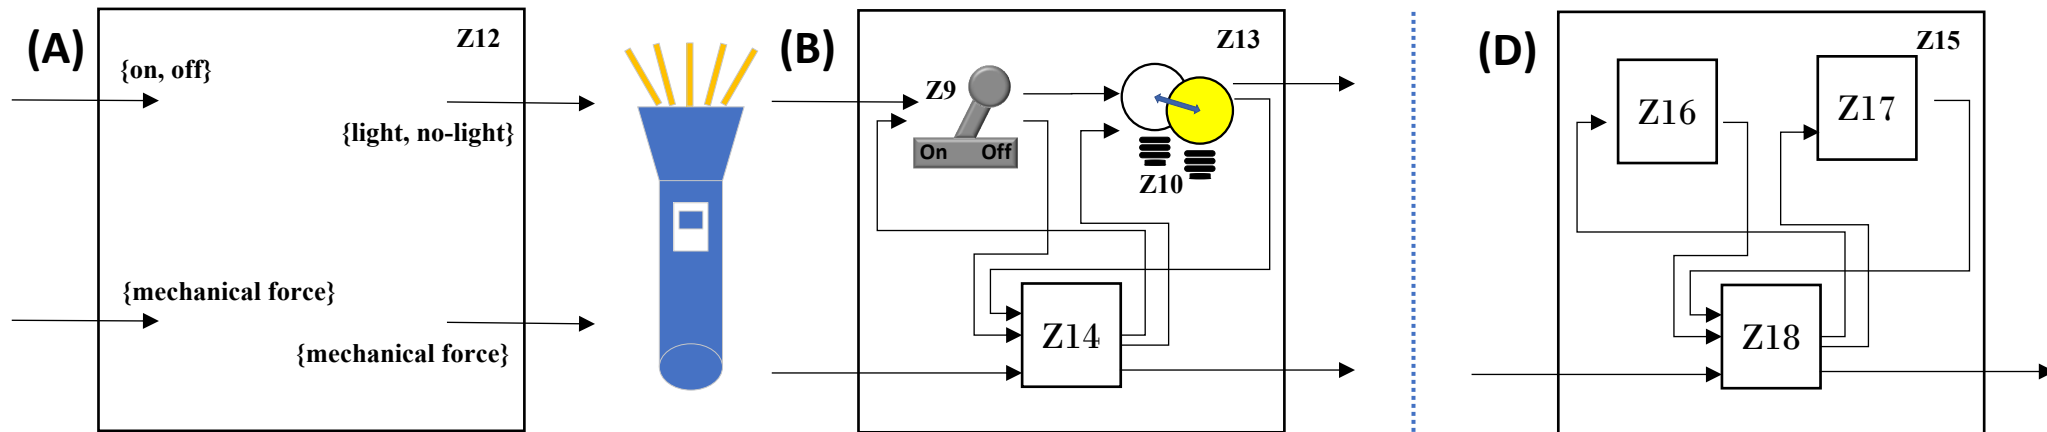 (A)
Z12
{on, off}
{light, no-light}
{mechanical force}
{mechanical force}
(B)
Z13
Z9
On Off
Z10
Z14
(D)
Z15
Z16
Z17
Z18